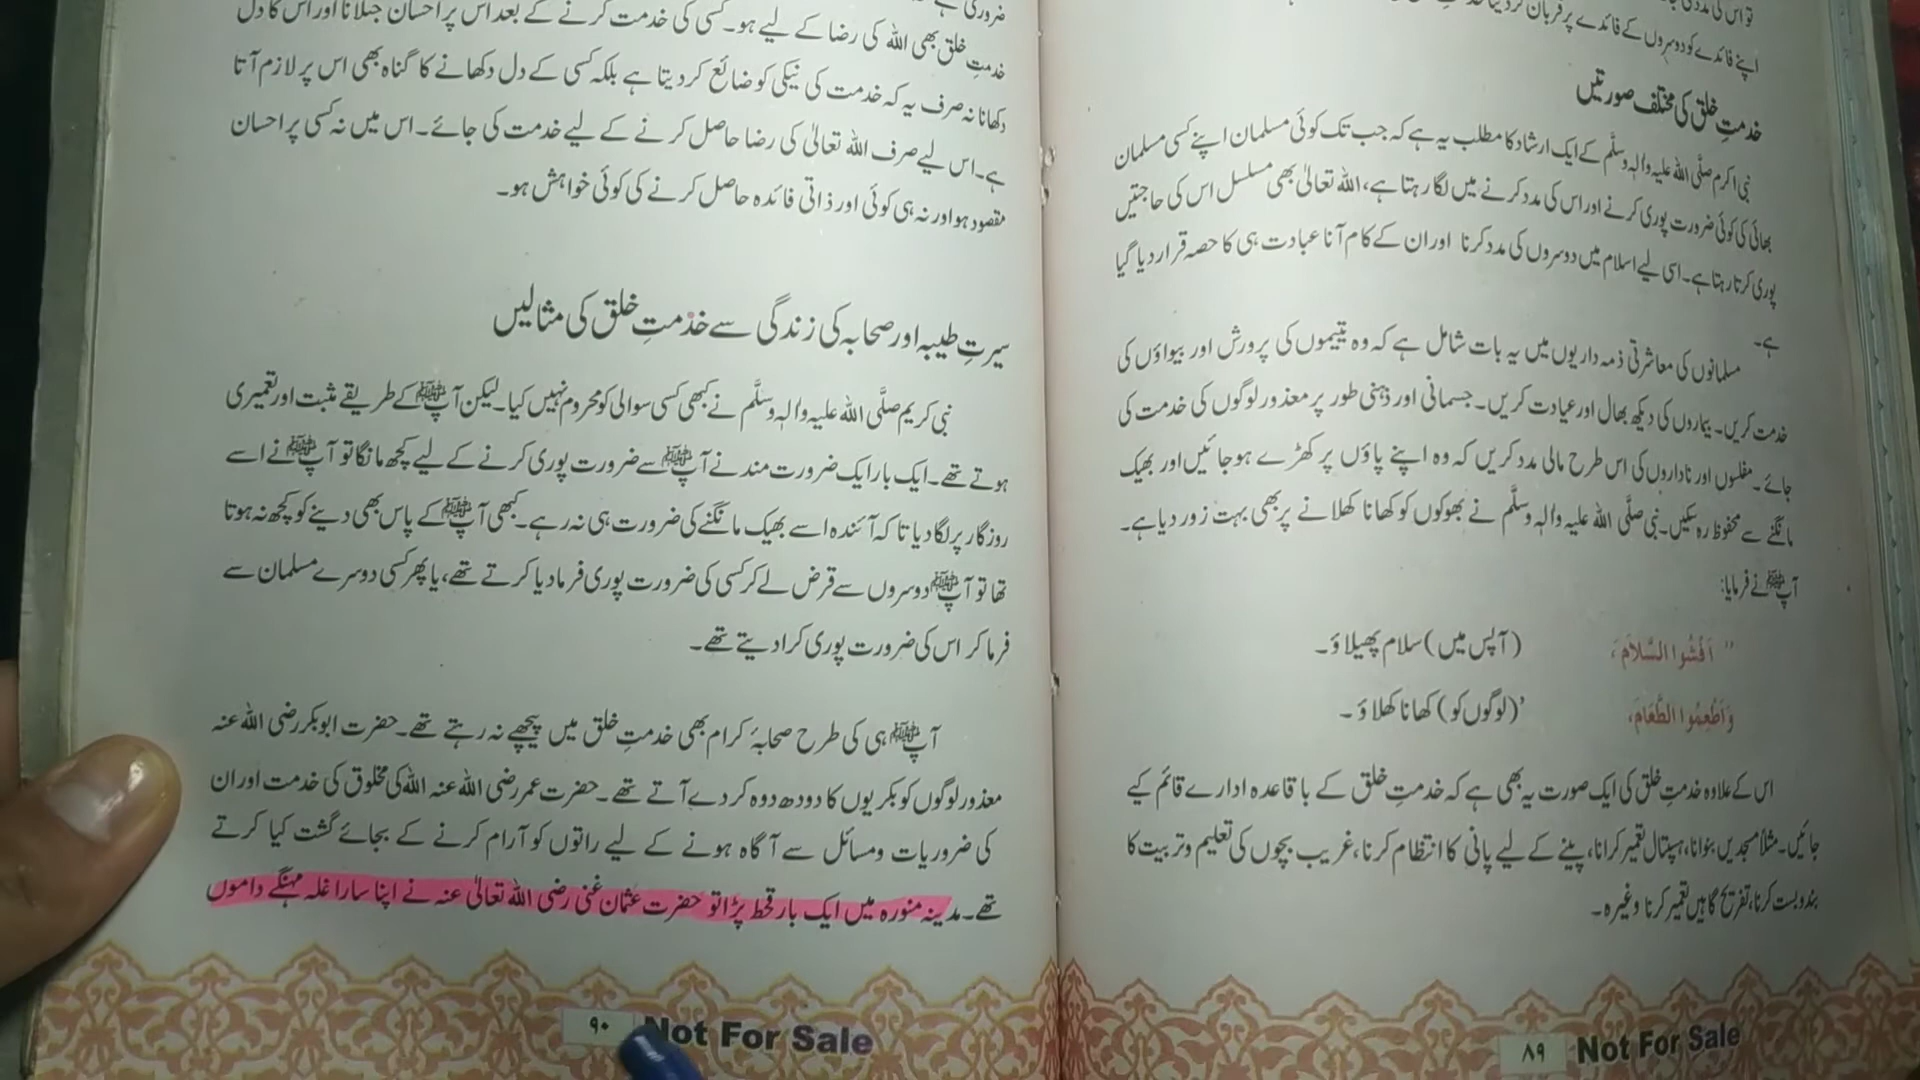 اپنے فائدے کو دوسروں کے فائدے پر قربان کر دینا
خدمتِ خلق کی مختلف صورتیں
نبی اکرم صلَّی اللہ علیہ واٰلہٖ وسلَّم کے ایک ارشاد کا مطلب یہ ہے کہ جب تک کوئی مسلمان اپنے کسی مسلمان
بھائی کی کوئی ضرورت پوری کرنے اور اس کی مدد کرنے میں لگا رہتا ہے، اللہ تعالیٰ بھی مسلسل اس کی حاجتیں
پوری کرتا رہتا ہے۔ اسی لیے اسلام میں دوسروں کی مدد کرنا اور ان کے کام آنا عبادت ہی کا حصہ قرار دیا گیا
ہے۔
مسلمانوں کی معاشرتی ذمہ داریوں میں یہ بات شامل ہے کہ وہ یتیموں کی پرورش اور بیواؤں کی
خدمت کریں۔ بیماروں کی دیکھ بھال اور عیادت کریں۔ جسمانی اور ذہنی طور پر معذور لوگوں کی خدمت کی
جائے۔ مفلسوں اور ناداروں کی اس طرح مالی مدد کریں کہ وہ اپنے پاؤں پر کھڑے ہو جائیں اور بھیک
مانگنے سے محفوظ رہ سکیں۔ نبی صلَّی اللہ علیہ واٰلہٖ وسلَّم نے بھوکوں کو کھانا کھلانے پر بھی بہت زور دیا ہے۔
آپ ﷺ نے فرمایا:
" اَفْشُوا السَّلَامَ، (آپس میں) سلام پھیلاؤ۔
وَاَطْعِمُوا الطَّعَامَ، '(لوگوں کو) کھانا کھلاؤ۔
اس کے علاوہ خدمتِ خلق کی ایک صورت یہ بھی ہے کہ خدمتِ خلق کے باقاعدہ ادارے قائم کیے
جائیں۔ مثلاً مسجدیں بنوانا، ہسپتال تعمیر کرانا، پینے کے لیے پانی کا انتظام کرنا، غریب بچوں کی تعلیم و تربیت کا
بندوبست کرنا، تفریح گاہیں تعمیر کرنا وغیرہ۔
۸۹ Not For Sale
خدمتِ خلق بھی اللہ کی رضا کے لیے ہو۔ کسی کی خدمت کرنے کے بعد اس پر احسان جتلانا اور اس کا دل
دکھانا نہ صرف یہ کہ خدمت کی نیکی کو ضائع کر دیتا ہے بلکہ کسی کے دل دکھانے کا گناہ بھی اس پر لازم آتا
ہے۔ اس لیے صرف اللہ تعالیٰ کی رضا حاصل کرنے کے لیے خدمت کی جائے۔ اس میں نہ کسی پر احسان
مقصود ہو اور نہ ہی کوئی اور ذاتی فائدہ حاصل کرنے کی کوئی خواہش ہو۔
سیرتِ طیبہ اور صحابہ کی زندگی سے خدمتِ خلق کی مثالیں
نبی کریم صلَّی اللہ علیہ واٰلہٖ وسلَّم نے کبھی کسی سوالی کو محروم نہیں کیا۔ لیکن آپ ﷺ کے طریقے مثبت اور تعمیری
ہوتے تھے۔ ایک بار ایک ضرورت مند نے آپ ﷺ سے ضرورت پوری کرنے کے لیے کچھ مانگا تو آپ ﷺ نے اسے
روزگار پر لگا دیا تاکہ آئندہ اسے بھیک مانگنے کی ضرورت ہی نہ رہے۔ کبھی آپ ﷺ کے پاس بھی دینے کو کچھ نہ ہوتا
تھا تو آپ ﷺ دوسروں سے قرض لے کر کسی کی ضرورت پوری فرما دیا کرتے تھے، یا پھر کسی دوسرے مسلمان سے
فرما کر اس کی ضرورت پوری کرا دیتے تھے۔
آپ ﷺ ہی کی طرح صحابۂ کرام بھی خدمتِ خلق میں پیچھے نہ رہتے تھے۔ حضرت ابوبکر رضی اللہ عنہ
معذور لوگوں کو بکریوں کا دودھ دوہ کر دے آتے تھے۔ حضرت عمر رضی اللہ عنہ اللہ کی مخلوق کی خدمت اور ان
کی ضروریات و مسائل سے آگاہ ہونے کے لیے راتوں کو آرام کرنے کے بجائے گشت کیا کرتے
تھے۔ مدینہ منورہ میں ایک بار قحط پڑا تو حضرت عثمان غنی رضی اللہ تعالیٰ عنہ نے اپنا سارا غلہ مہنگے داموں
۹۰ Not For Sale